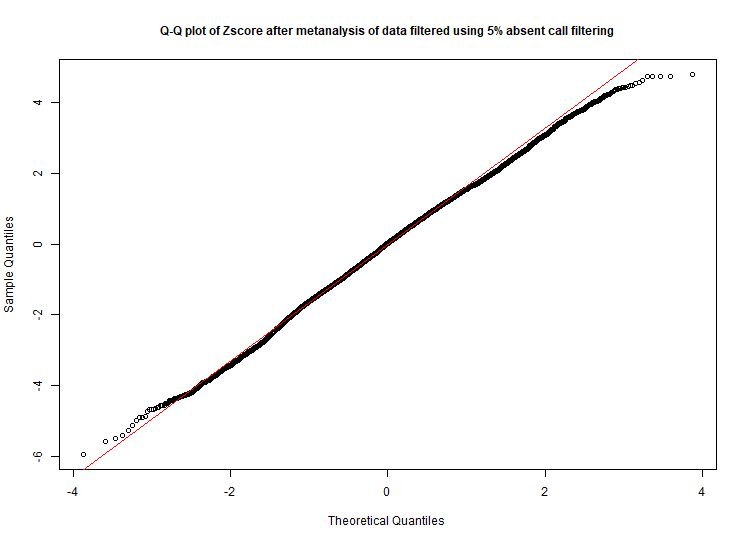 Q-Q plot of Zscore after metanalysis of data filtered using 5% absent call filtering
4
2
0
-2
-4
-6
Sample Quantiles
-4 -2 0 2 4
Theoretical Quantiles